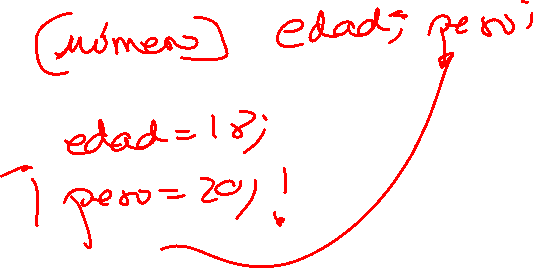 [número] edad; peso;
edad = 18;
peso = 20; !